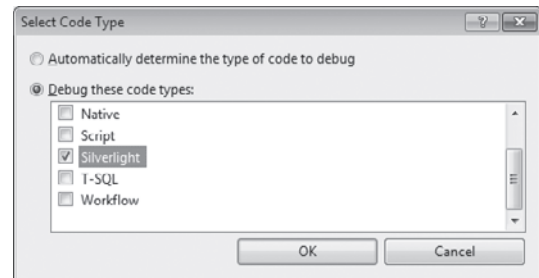 Select Code Type
Automatically determine the type of code to debug
Debug these code types:
Native
Script
Silverlight
T-SQL
Workflow
OK Cancel